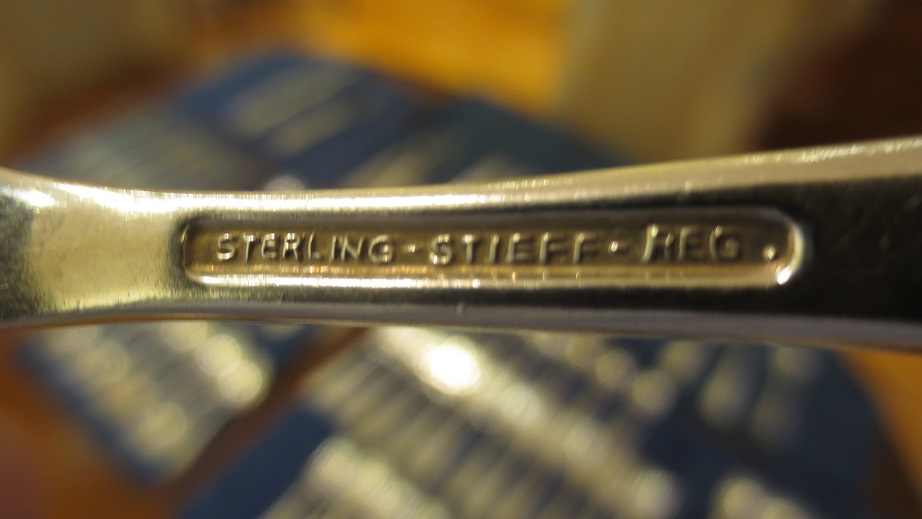 STERLING - STIEFF - REG.